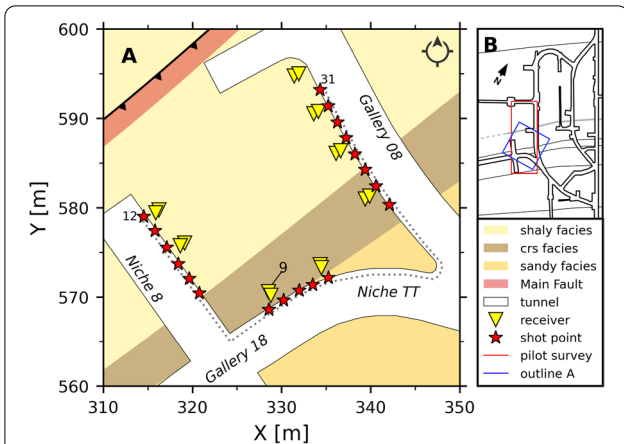 A
B
600
590
580
570
560
Y [m]
310
320
330
340
350
X [m]
31
12
9
Gallery 08
Niche 8
Gallery 18
Niche TT
N
shaly facies
crs facies
sandy facies
Main Fault
tunnel
receiver
shot point
pilot survey
outline A